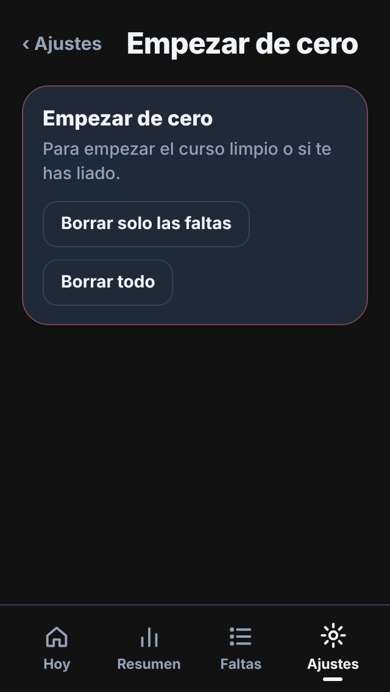 ‹ Ajustes
Empezar de cero
Empezar de cero
Para empezar el curso limpio o si te
has liado.
Borrar solo las faltas
Borrar todo
Hoy
Resumen
Faltas
Ajustes